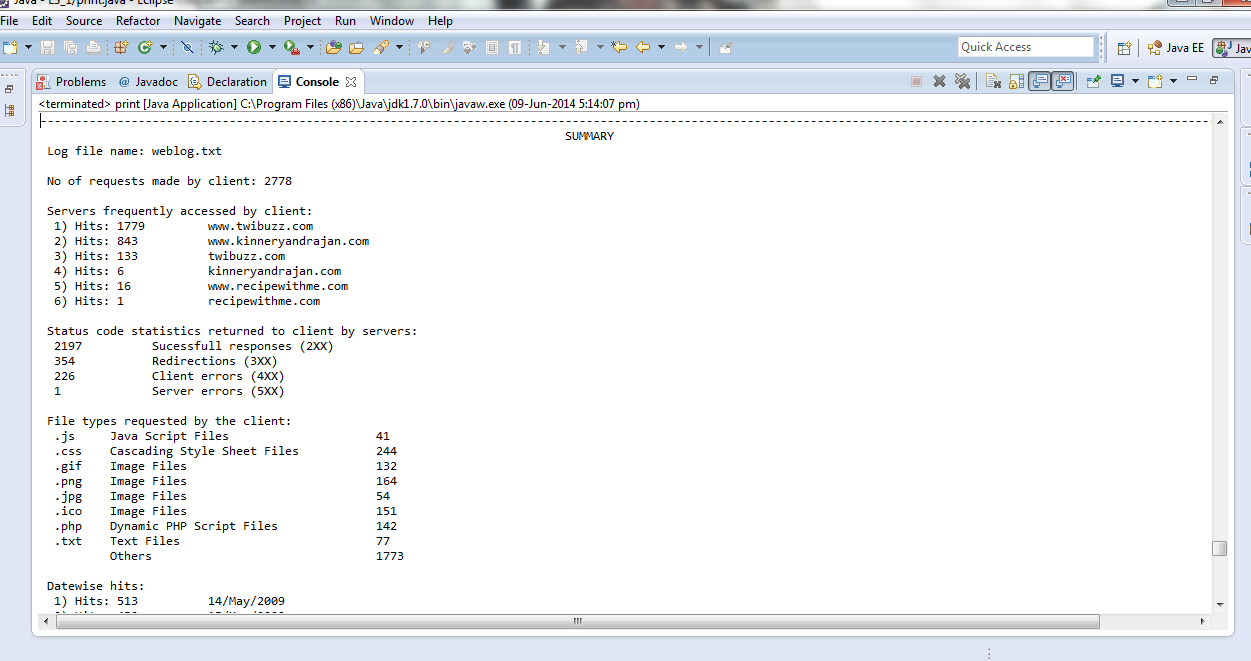 Java - L3_1/print.java - Eclipse
File Edit Source Refactor Navigate Search Project Run Window Help
Quick Access
Java EE
Jav
Problems @ Javadoc Declaration Console
<terminated> print [Java Application] C:\Program Files (x86)\Java\jdk1.7.0\bin\javaw.exe (09-Jun-2014 5:14:07 pm)
SUMMARY
Log file name: weblog.txt
No of requests made by client: 2778
Servers frequently accessed by client:
1) Hits: 1779 www.twibuzz.com
2) Hits: 843 www.kinneryandrajan.com
3) Hits: 133 twibuzz.com
4) Hits: 6 kinneryandrajan.com
5) Hits: 16 www.recipewithme.com
6) Hits: 1 recipewithme.com
Status code statistics returned to client by servers:
2197 Sucessfull responses (2XX)
354 Redirections (3XX)
226 Client errors (4XX)
1 Server errors (5XX)
File types requested by the client:
.js Java Script Files 41
.css Cascading Style Sheet Files 244
.gif Image Files 132
.png Image Files 164
.jpg Image Files 54
.ico Image Files 151
.php Dynamic PHP Script Files 142
.txt Text Files 77
Others 1773
Datewise hits:
1) Hits: 513 14/May/2009